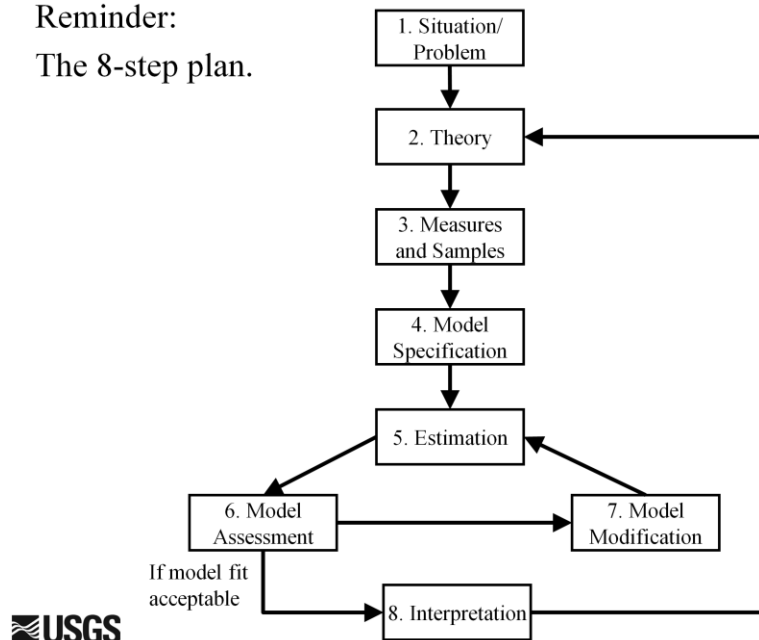 Reminder:
The 8-step plan.
1. Situation/
Problem
2. Theory
3. Measures
and Samples
4. Model
Specification
5. Estimation
6. Model
Assessment
7. Model
Modification
If model fit
acceptable
8. Interpretation
USGS